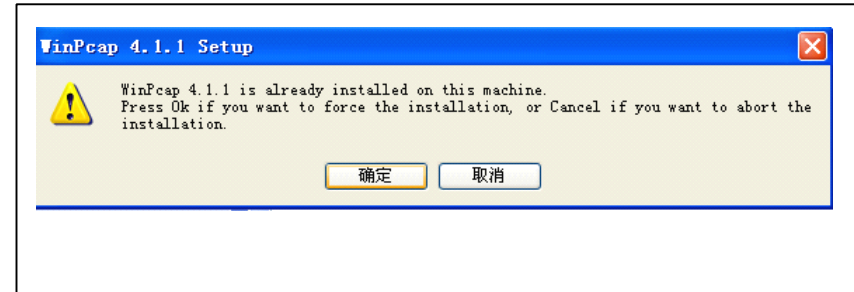 WinPcap 4.1.1 Setup
WinPcap 4.1.1 is already installed on this machine.
Press Ok if you want to force the installation, or Cancel if you want to abort the
installation.
确定 取消